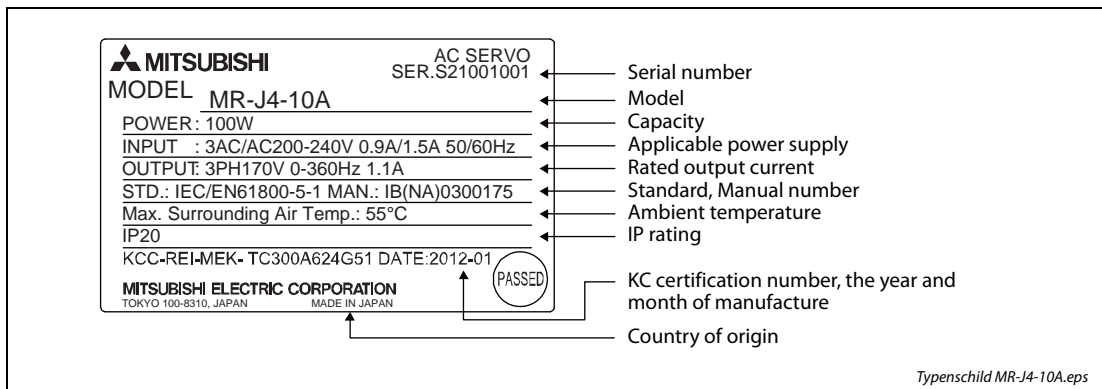 MITSUBISHI
AC SERVO
SER.S21001001
MODEL MR-J4-10A
POWER: 100W
INPUT : 3AC/AC200-240V 0.9A/1.5A 50/60Hz
OUTPUT: 3PH170V 0-360Hz 1.1A
STD.: IEC/EN61800-5-1 MAN.: IB(NA)0300175
Max. Surrounding Air Temp.: 55°C
IP20
KCC-REI-MEK- TC300A624G51 DATE:2012-01
PASSED
MITSUBISHI ELECTRIC CORPORATION
TOKYO 100-8310, JAPAN MADE IN JAPAN
Serial number
Model
Capacity
Applicable power supply
Rated output current
Standard, Manual number
Ambient temperature
IP rating
KC certification number, the year and
month of manufacture
Country of origin
Typenschild MR-J4-10A.eps